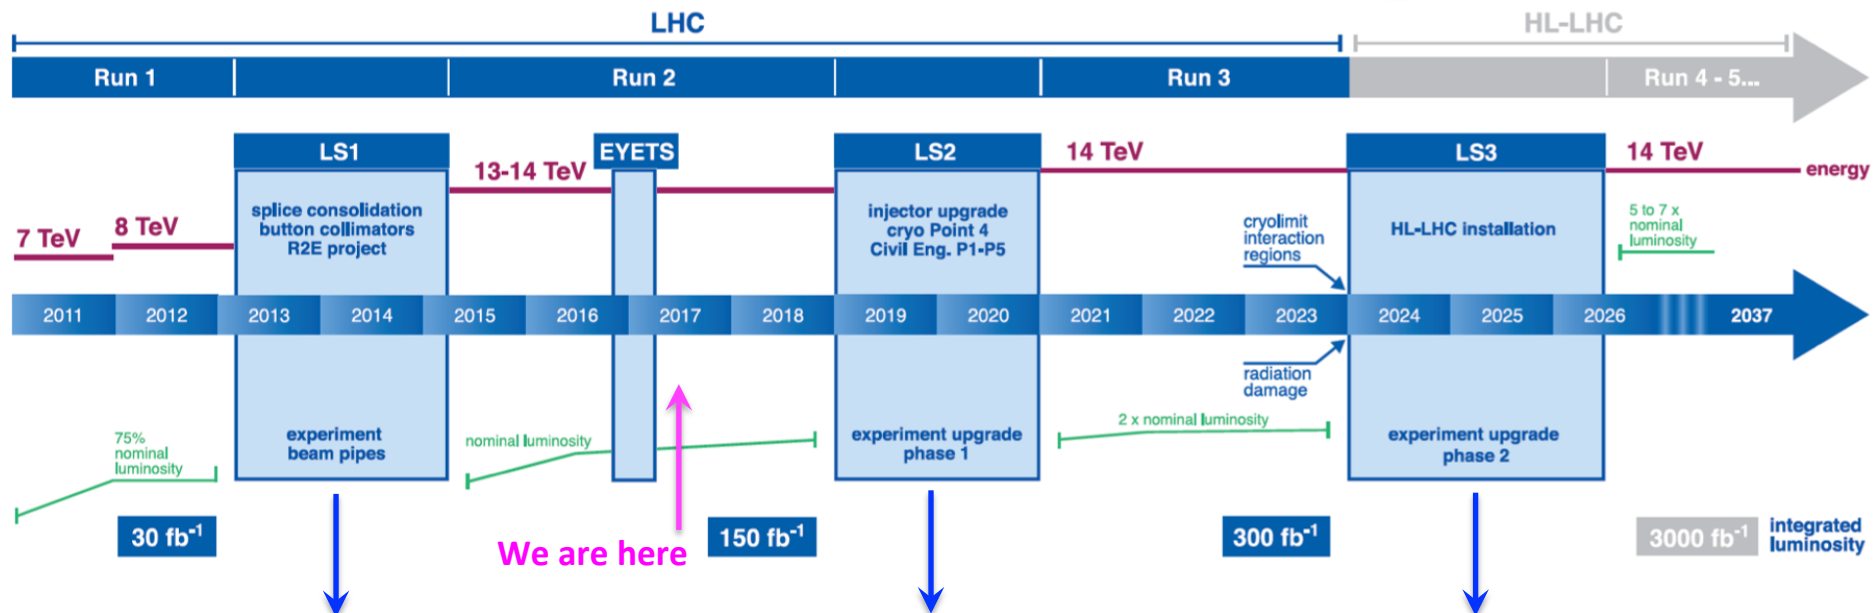 LHC
HL-LHC
Run 1
Run 2
Run 3
Run 4 - 5...
LS1
EYETS
LS2
LS3
7 TeV
8 TeV
13-14 TeV
14 TeV
14 TeV
energy
splice consolidation
button collimators
R2E project
injector upgrade
cryo Point 4
Civil Eng. P1-P5
cryolimit
interaction
regions
HL-LHC installation
5 to 7 x
nominal
luminosity
2011
2012
2013
2014
2015
2016
2017
2018
2019
2020
2021
2022
2023
2024
2025
2026
2037
radiation
damage
75%
nominal
luminosity
experiment
beam pipes
nominal luminosity
experiment upgrade
phase 1
2 x nominal luminosity
experiment upgrade
phase 2
30 fb⁻¹
We are here
150 fb⁻¹
300 fb⁻¹
3000 fb⁻¹
integrated
luminosity